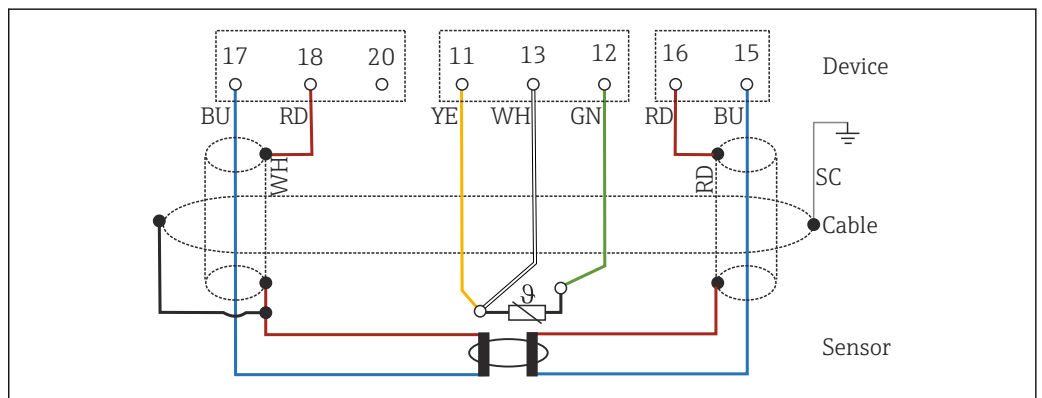 17 18 20 11 13 12 16 15
Device
BU RD YE WH GN RD BU
WH
RD
SC
Cable
ϑ
Sensor